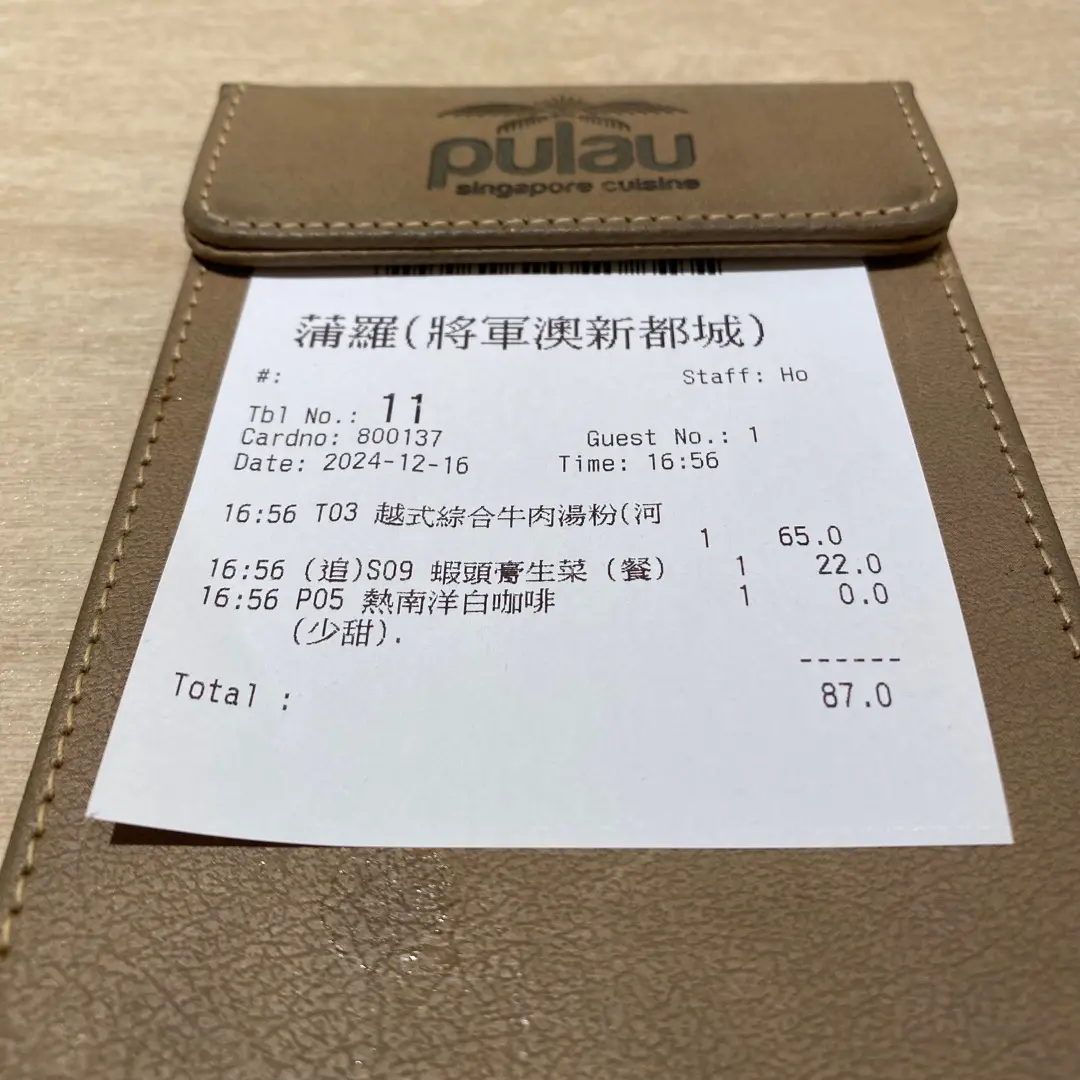 pulau
singapore cuisine
蒲羅(將軍澳新都城)
#: Staff: Ho
Tbl No.: 11
Cardno: 800137 Guest No.: 1
Date: 2024-12-16 Time: 16:56
16:56 T03 越式綜合牛肉湯粉(河
1 65.0
16:56 (追)S09 蝦頭膏生菜 (餐) 1 22.0
16:56 P05 熱南洋白咖啡 1 0.0
(少甜).
------
Total : 87.0